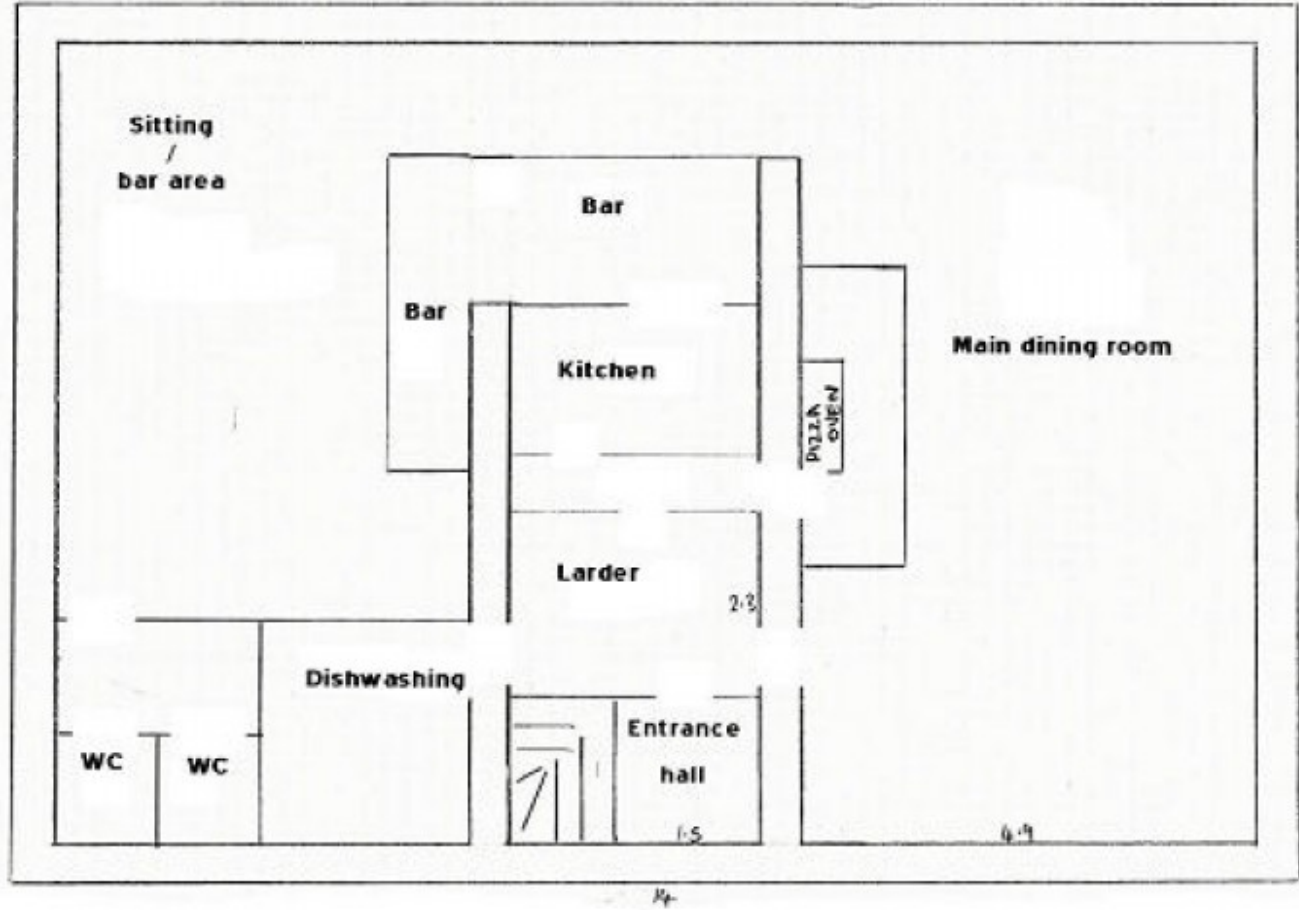 Sitting
/
bar area
Bar
Bar
Kitchen
Main dining room
PIZZA
OVEN
Larder
2.3
Dishwashing
Entrance
hall
WC
WC
1.5
4.9